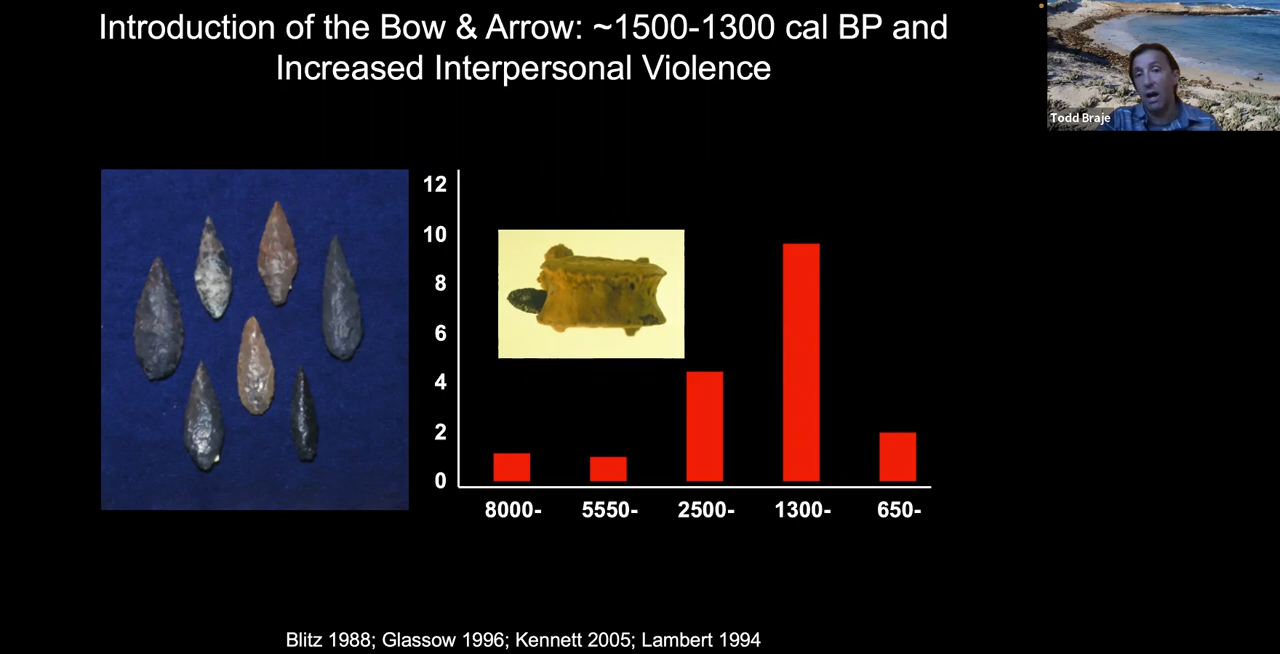 Introduction of the Bow & Arrow: ~1500-1300 cal BP and
Increased Interpersonal Violence
Todd Braje
12
10
8
6
4
2
0
8000- 5550- 2500- 1300- 650-
Blitz 1988; Glassow 1996; Kennett 2005; Lambert 1994